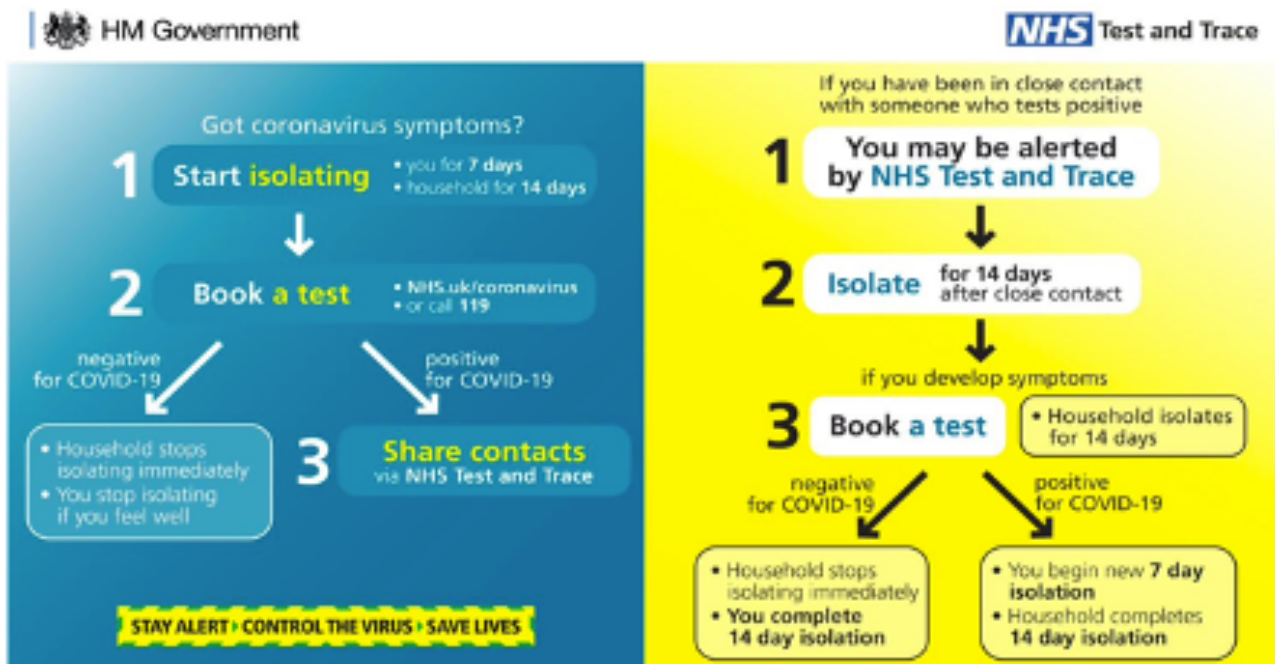 HM Government
NHS Test and Trace
Got coronavirus symptoms?
1
Start isolating
• you for 7 days
• household for 14 days
2
Book a test
• NHS.uk/coronavirus
• or call 119
negative
for COVID-19
positive
for COVID-19
• Household stops
isolating immediately
• You stop isolating
if you feel well
3
Share contacts
via NHS Test and Trace
STAY ALERT CONTROL THE VIRUS SAVE LIVES
If you have been in close contact
with someone who tests positive
1
You may be alerted
by NHS Test and Trace
2
Isolate
for 14 days
after close contact
if you develop symptoms
3
Book a test
• Household isolates
for 14 days
negative
for COVID-19
positive
for COVID-19
• Household stops
isolating immediately
• You complete
14 day isolation
• You begin new 7 day
isolation
• Household completes
14 day isolation